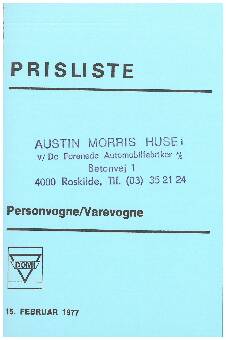 PRISLISTE
AUSTIN MORRIS HUSET
v/ De Forenede Automobilfabriker A/S
Betonvej 1
4000 Roskilde, Tlf. (03) 35 21 24
Personvogne/Varevogne
DOMI
15. FEBRUAR 1977